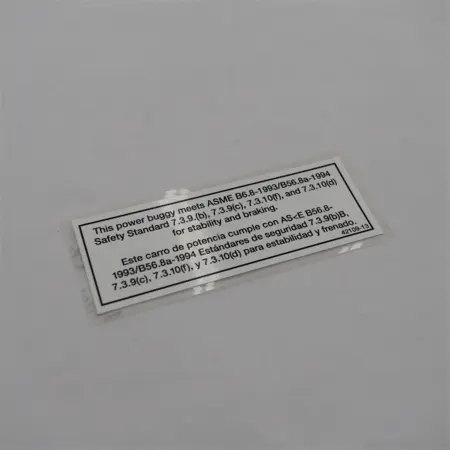 This power buggy meets ASME B6.8-1993/B56.8a-1994
Safety Standard 7.3.9.(b), 7.3.9(c), 7.3.10(f), and 7.3.10(d)
for stability and braking.
Este carro de potencia cumple con AS<E B56.8-
1993/B56.8a-1994 Estándares de seguridad 7.3.9(b)B,
7.3.9(c), 7.3.10(f), y 7.3.10(d) para estabilidad y frenado.
42109-13